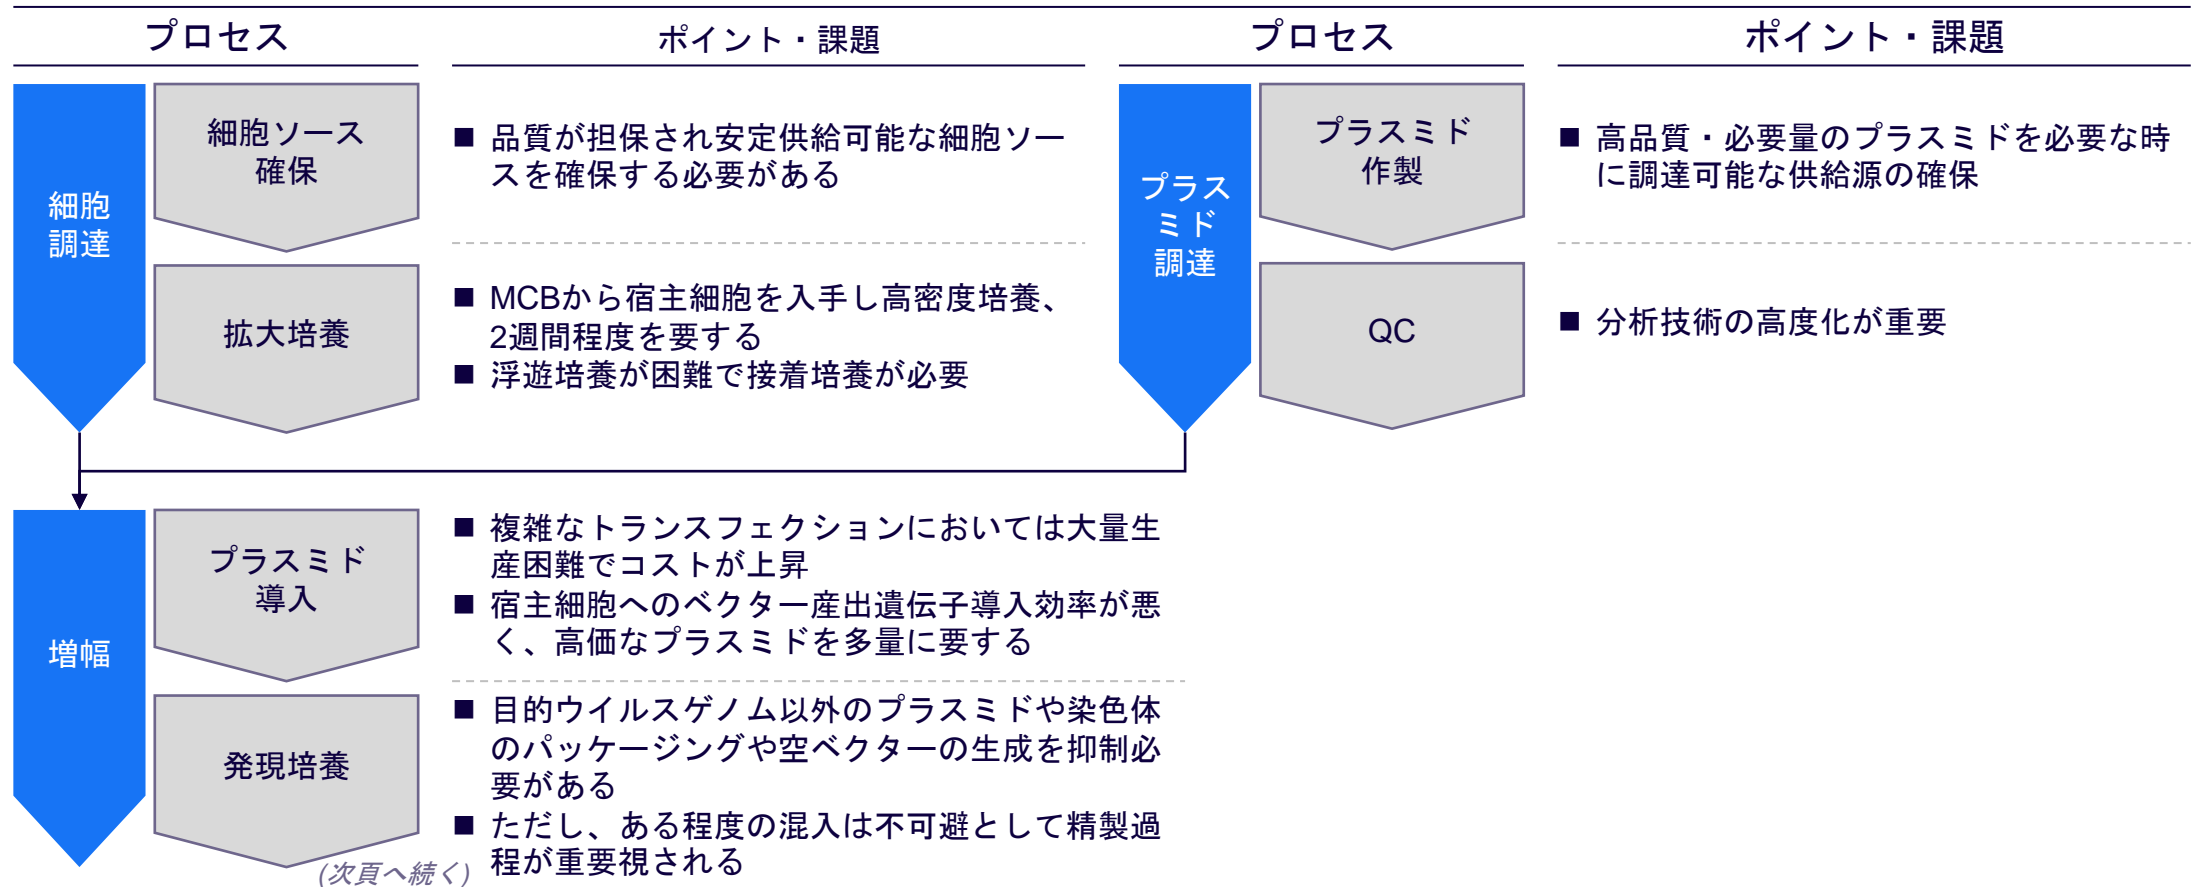 プロセス
ポイント・課題
プロセス
ポイント・課題
細胞
調達
細胞ソース
確保
■ 品質が担保され安定供給可能な細胞ソー
スを確保する必要がある
拡大培養
■ MCBから宿主細胞を入手し高密度培養、
2週間程度を要する
■ 浮遊培養が困難で接着培養が必要
プラス
ミド
調達
プラスミド
作製
■ 高品質・必要量のプラスミドを必要な時
に調達可能な供給源の確保
QC
■ 分析技術の高度化が重要
増幅
プラスミド
導入
■ 複雑なトランスフェクションにおいては大量生
産困難でコストが上昇
■ 宿主細胞へのベクター産出遺伝子導入効率が悪
く、高価なプラスミドを多量に要する
発現培養
■ 目的ウイルスゲノム以外のプラスミドや染色体
のパッケージングや空ベクターの生成を抑制必
要がある
■ ただし、ある程度の混入は不可避として精製過
程が重要視される
(次頁へ続く)